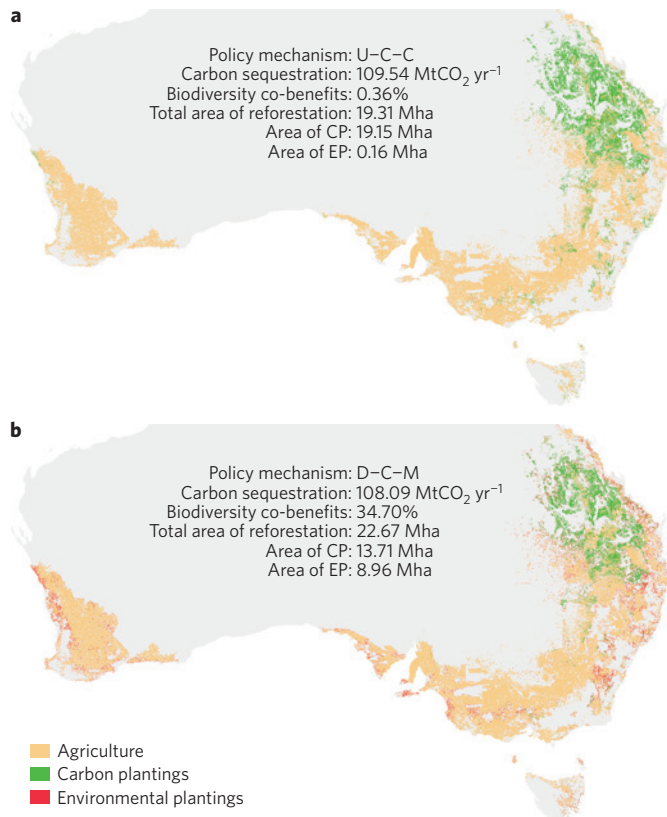 a
Policy mechanism: U–C–C
Carbon sequestration: 109.54 MtCO₂ yr⁻¹
Biodiversity co-benefits: 0.36%
Total area of reforestation: 19.31 Mha
Area of CP: 19.15 Mha
Area of EP: 0.16 Mha
b
Policy mechanism: D–C–M
Carbon sequestration: 108.09 MtCO₂ yr⁻¹
Biodiversity co-benefits: 34.70%
Total area of reforestation: 22.67 Mha
Area of CP: 13.71 Mha
Area of EP: 8.96 Mha
Agriculture
Carbon plantings
Environmental plantings